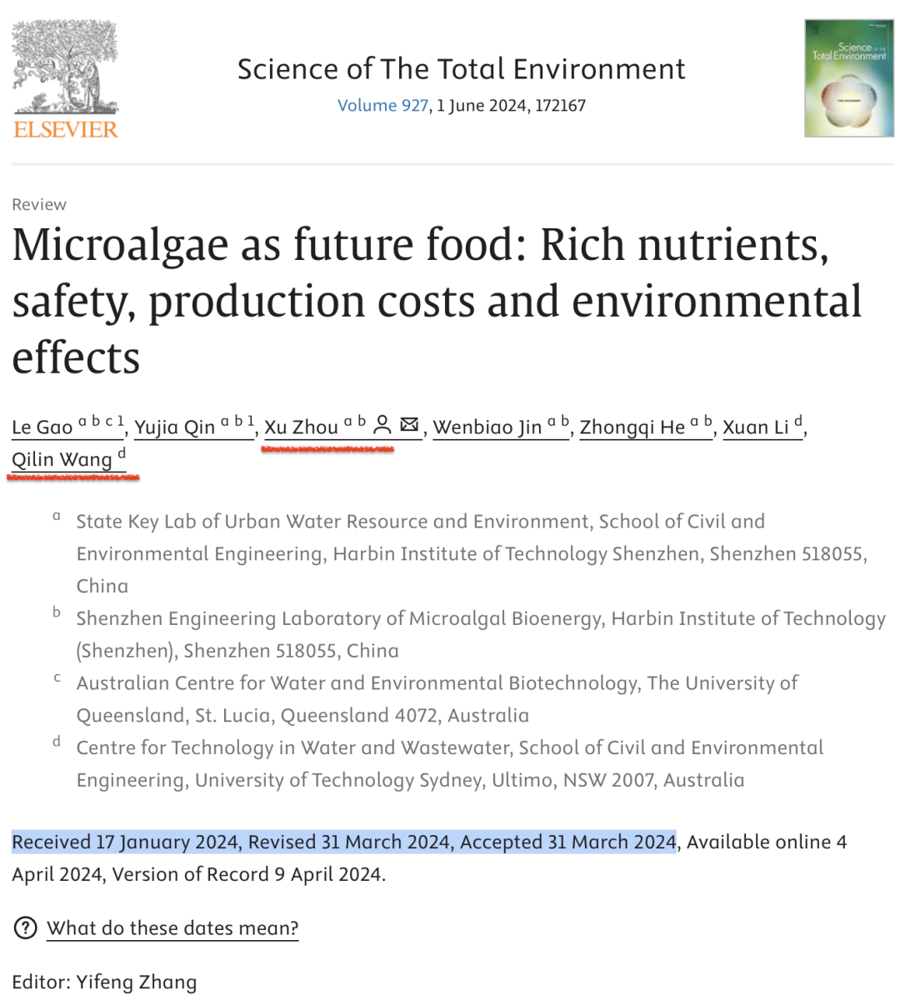 ELSEVIER
Science of The Total Environment
Volume 927, 1 June 2024, 172167
Science OF THE
Total Environment
Review
Microalgae as future food: Rich nutrients,
safety, production costs and environmental
effects
Le Gao a b c 1, Yujia Qin a b 1, Xu Zhou a b, Wenbiao Jin a b, Zhongqi He a b, Xuan Li d,
Qilin Wang d
a State Key Lab of Urban Water Resource and Environment, School of Civil and
Environmental Engineering, Harbin Institute of Technology Shenzhen, Shenzhen 518055,
China
b Shenzhen Engineering Laboratory of Microalgal Bioenergy, Harbin Institute of Technology
(Shenzhen), Shenzhen 518055, China
c Australian Centre for Water and Environmental Biotechnology, The University of
Queensland, St. Lucia, Queensland 4072, Australia
d Centre for Technology in Water and Wastewater, School of Civil and Environmental
Engineering, University of Technology Sydney, Ultimo, NSW 2007, Australia
Received 17 January 2024, Revised 31 March 2024, Accepted 31 March 2024, Available online 4
April 2024, Version of Record 9 April 2024.
? What do these dates mean?
Editor: Yifeng Zhang